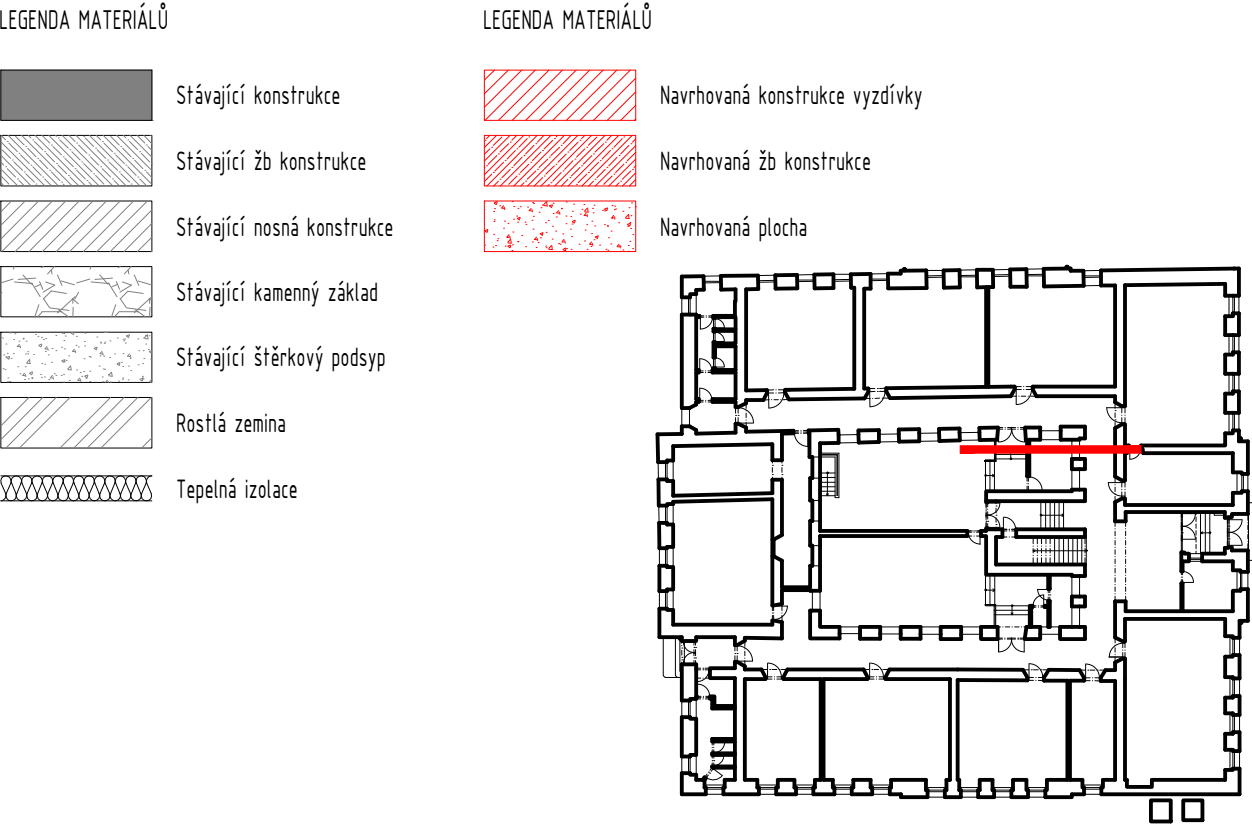 LEGENDA MATERIÁLŮ
Stávající konstrukce
Stávající žb konstrukce
Stávající nosná konstrukce
Stávající kamenný základ
Stávající štěrkový podsyp
Rostlá zemina
Tepelná izolace
LEGENDA MATERIÁLŮ
Navrhovaná konstrukce vyzdívky
Navrhovaná žb konstrukce
Navrhovaná plocha